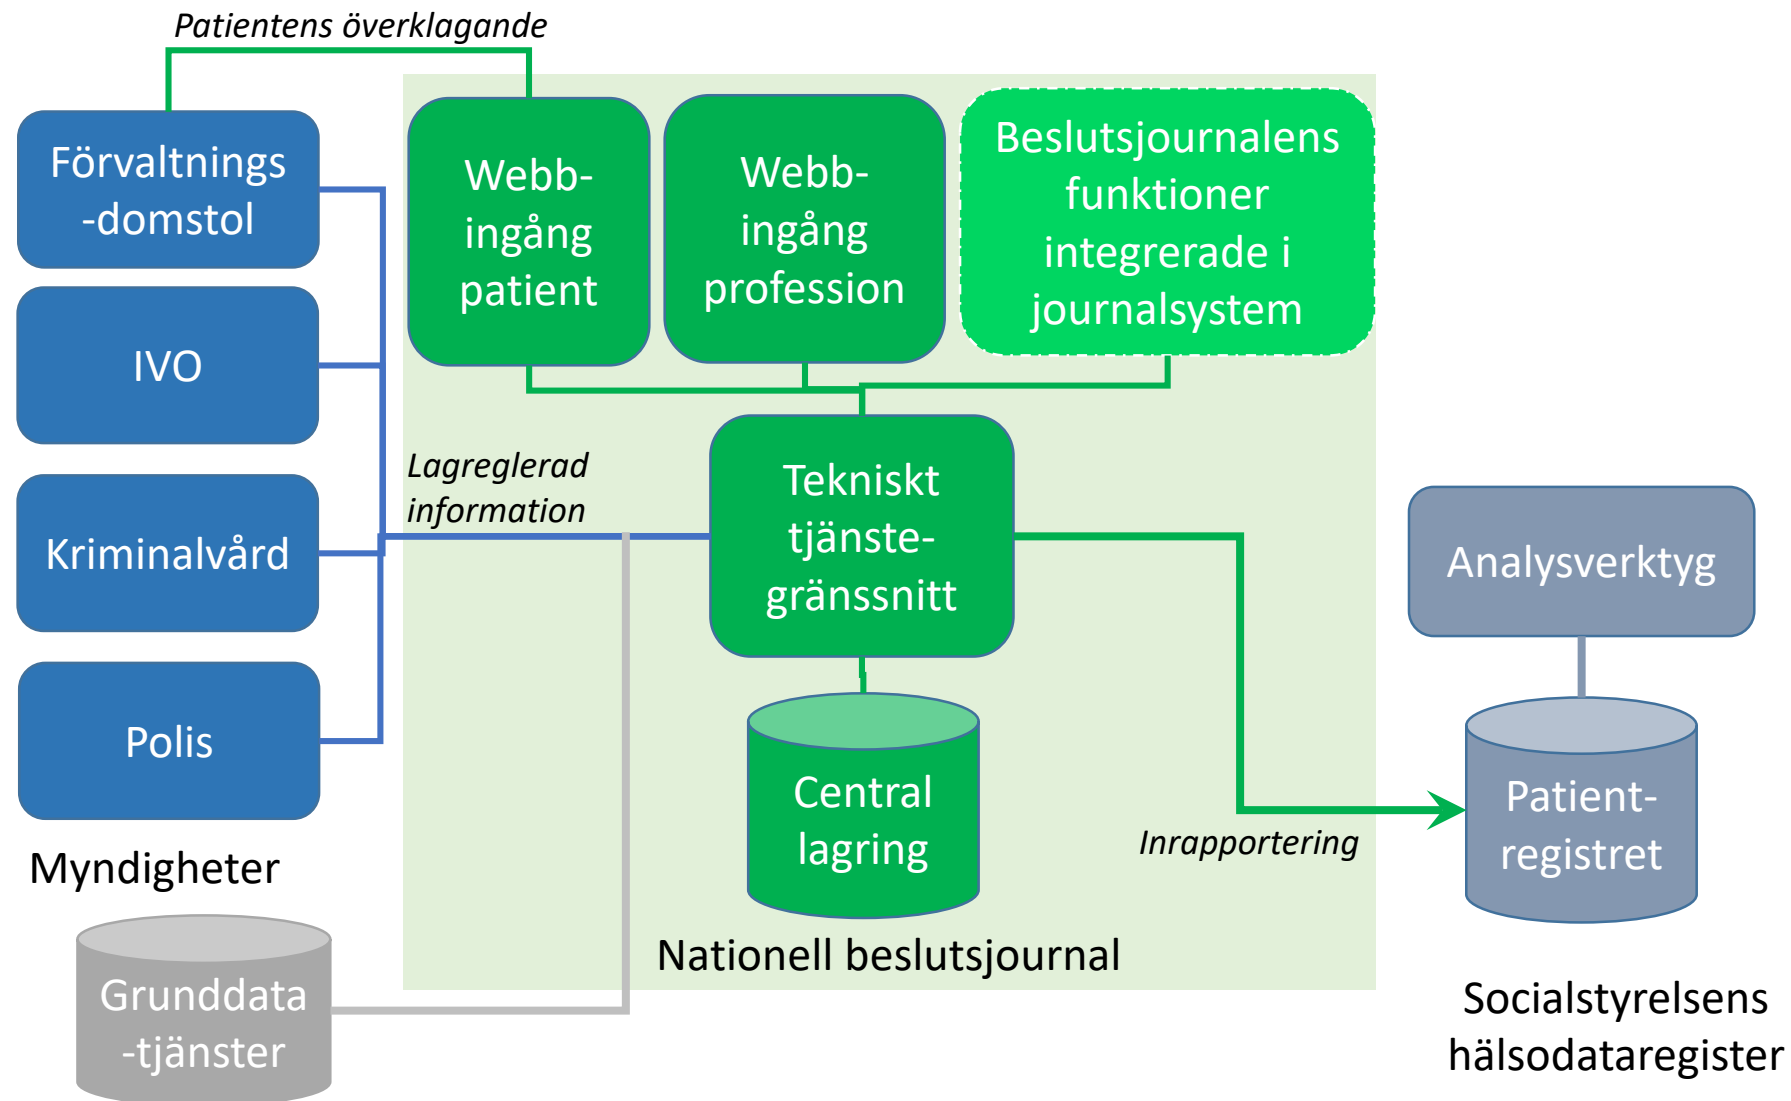 Patientens överklagande
Förvaltnings
-domstol
IVO
Kriminalvård
Polis
Myndigheter
Grunddata
-tjänster
Webb-
ingång
patient
Webb-
ingång
profession
Beslutsjournalens
funktioner
integrerade i
journalsystem
Lagreglerad
information
Tekniskt
tjänste-
gränssnitt
Central
lagring
Nationell beslutsjournal
Inrapportering
Analysverktyg
Patient-
registret
Socialstyrelsens
hälsodataregister